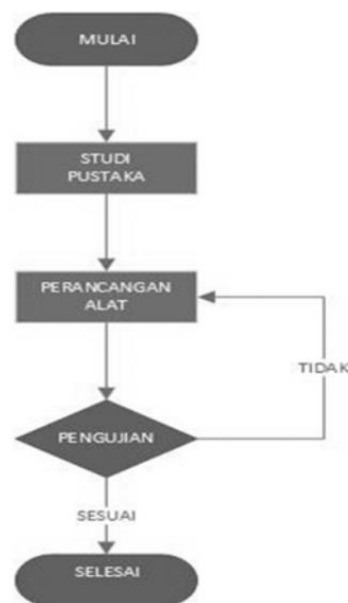 MULAI
STUDI
PUSTAKA
PERANCANGAN
ALAT
TIDAK
PENGUJIAN
SESUAI
SELESAI